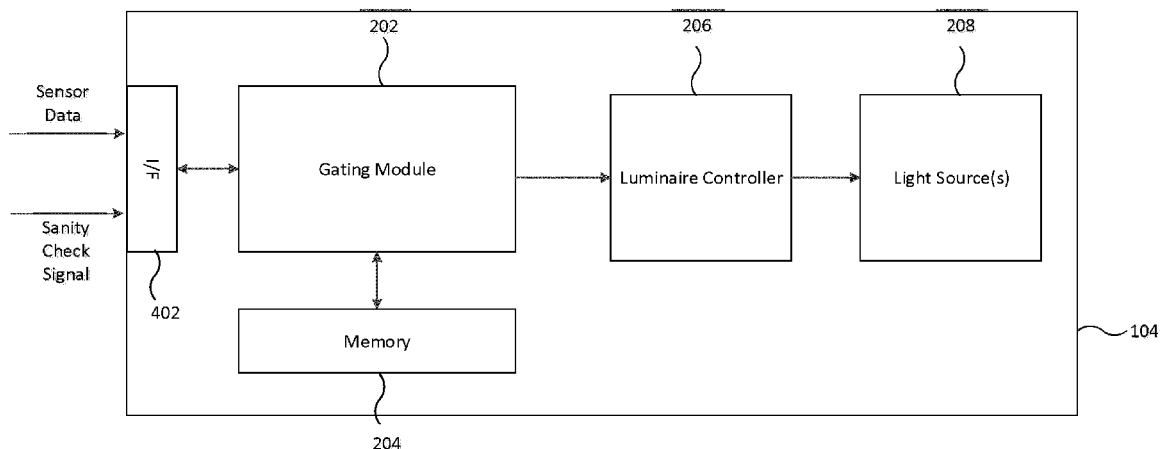 202
206
208
Sensor
Data
I/F
Gating Module
Luminaire Controller
Light Source(s)
Sanity
Check
Signal
402
104
Memory
204